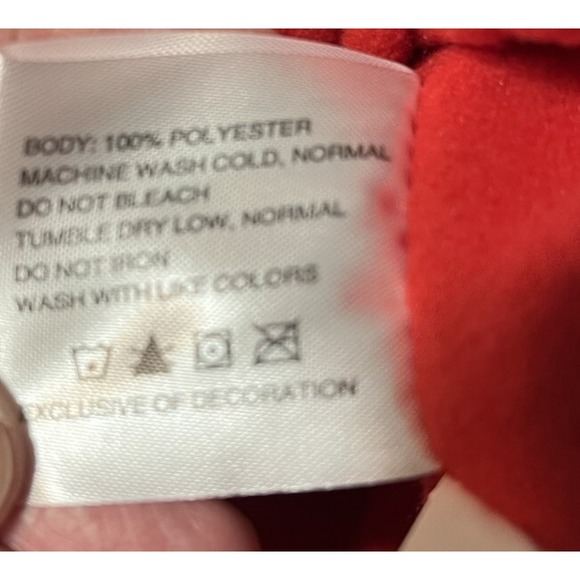 BODY: 100% POLYESTER
MACHINE WASH COLD, NORMAL
DO NOT BLEACH
TUMBLE DRY LOW, NORMAL
DO NOT IRON
WASH WITH LIKE COLORS
EXCLUSIVE OF DECORATION